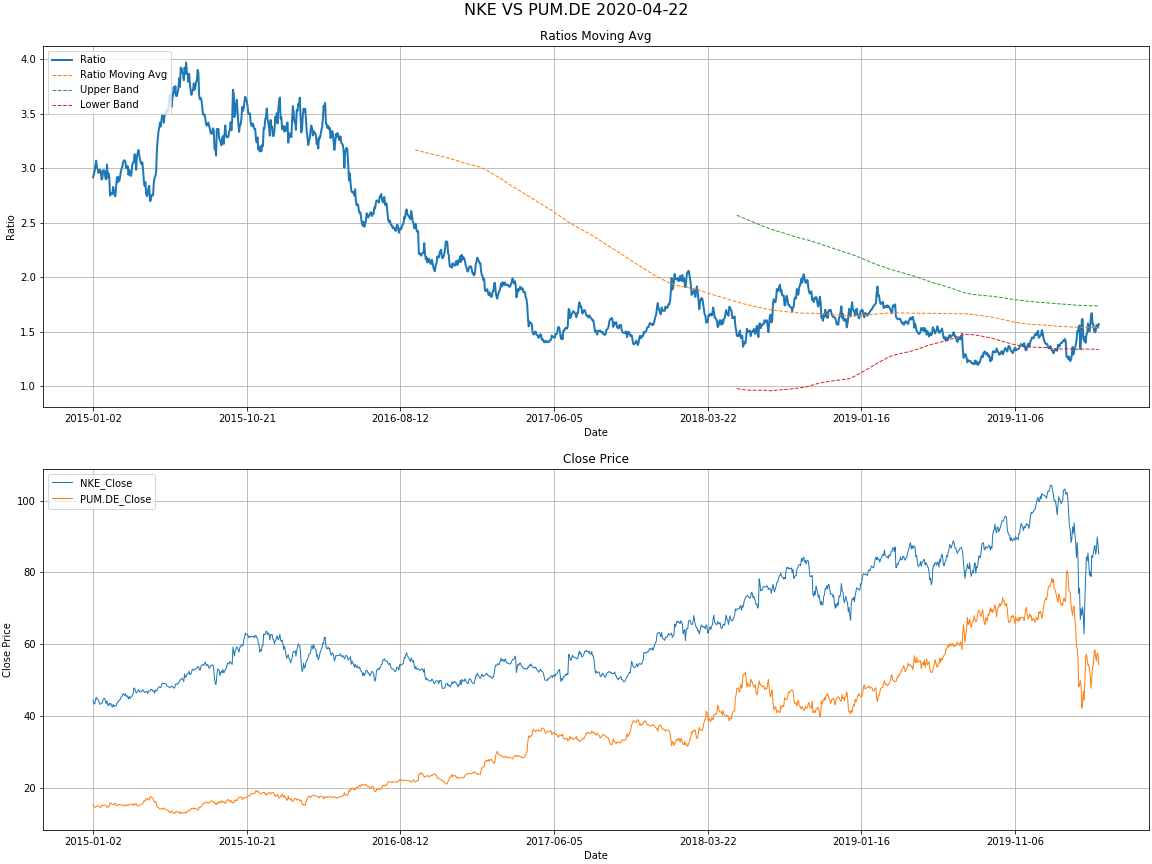 NKE VS PUM.DE 2020-04-22
Ratios Moving Avg
Ratio
Ratio Moving Avg
Upper Band
Lower Band
4.0
3.5
3.0
2.5
2.0
1.5
1.0
Ratio
2015-01-02 2015-10-21 2016-08-12 2017-06-05 2018-03-22 2019-01-16 2019-11-06
Date
Close Price
NKE_Close
PUM.DE_Close
100
80
60
40
20
Close Price
2015-01-02 2015-10-21 2016-08-12 2017-06-05 2018-03-22 2019-01-16 2019-11-06
Date